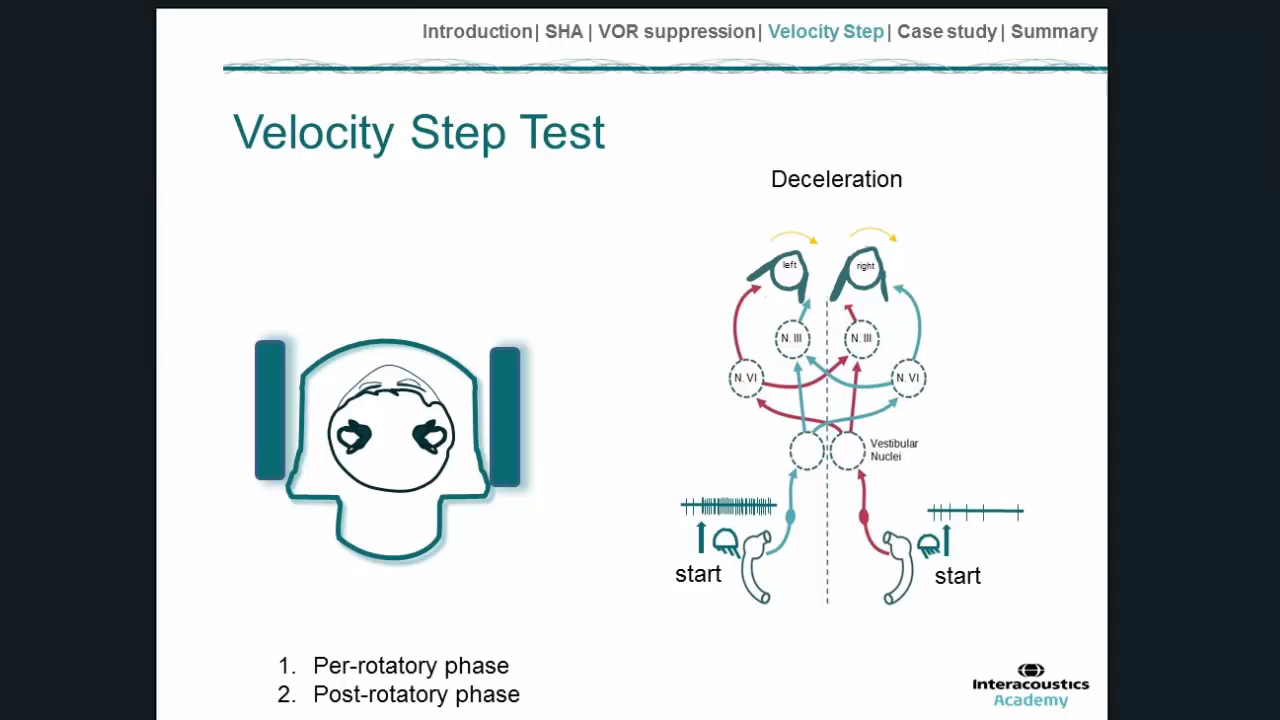 Introduction| SHA | VOR suppression| Velocity Step| Case study| Summary
Velocity Step Test
Deceleration
left
right
N. III
N. III
N. VI
N. VI
Vestibular
Nuclei
start
start
1. Per-rotatory phase
2. Post-rotatory phase
Interacoustics
Academy